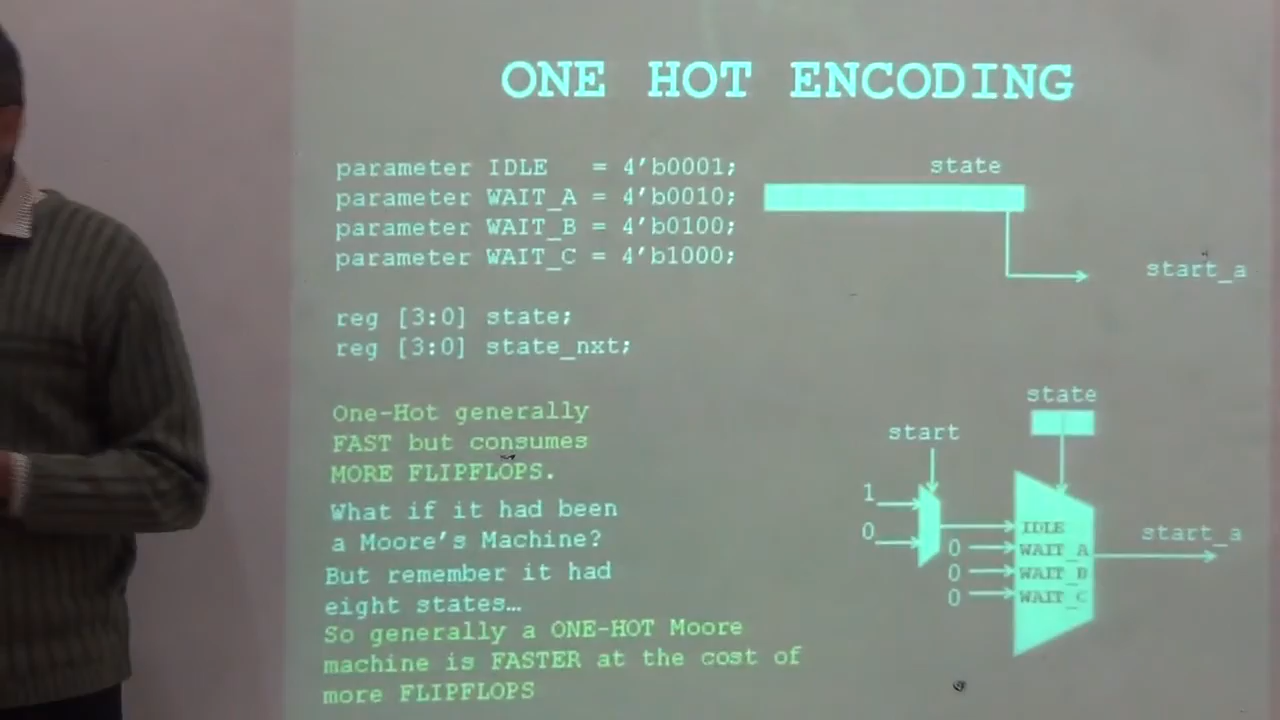 ONE HOT ENCODING
parameter IDLE = 4'b0001;
parameter WAIT_A = 4'b0010;
parameter WAIT_B = 4'b0100;
parameter WAIT_C = 4'b1000;
reg [3:0] state;
reg [3:0] state_nxt;
One-Hot generally
FAST but consumes
MORE FLIPFLOPS.
What if it had been
a Moore's Machine?
But remember it had
eight states…
So generally a ONE-HOT Moore
machine is FASTER at the cost of
more FLIPFLOPS
state
start_a
state
start
1
0
IDLE
0 WAIT_A
0 WAIT_B
0 WAIT_C
start_a